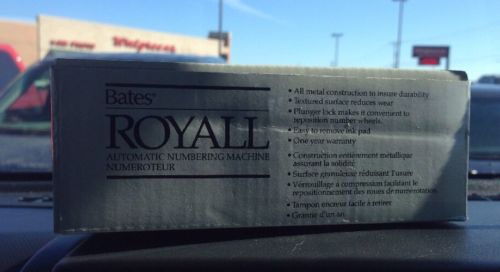 Walgreens
Bates®
ROYALL
AUTOMATIC NUMBERING MACHINE
NUMEROTEUR
• All metal construction to insure durability
• Textured surface reduces wear
• Plunger lock makes it convenient to
reposition number wheels.
• Easy to remove ink pad
• One year warranty
• Construction entièrement métallique
assurant la solidité
• Surface granuleuse réduisant l'usure
• Verrouillage à compression facilitant le
repositionnement des roues de numérotation.
• Tampon encreur facile à retirer
• Grantie d'un an